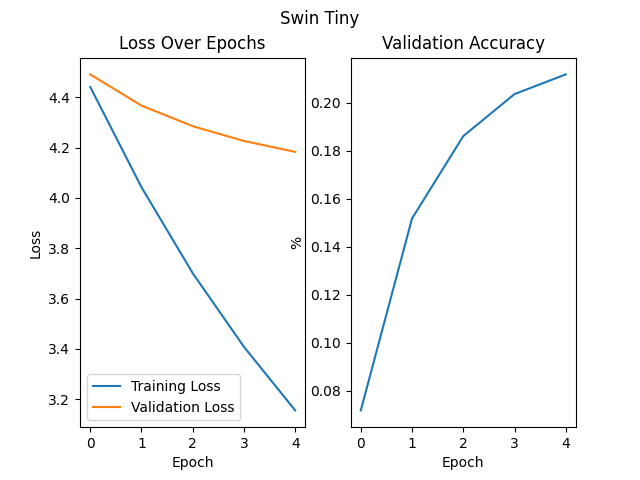 Swin Tiny
Loss Over Epochs
Loss
4.4
4.2
4.0
3.8
3.6
3.4
3.2
Training Loss
Validation Loss
0 1 2 3 4
Epoch
Validation Accuracy
%
0.20
0.18
0.16
0.14
0.12
0.10
0.08
0 1 2 3 4
Epoch